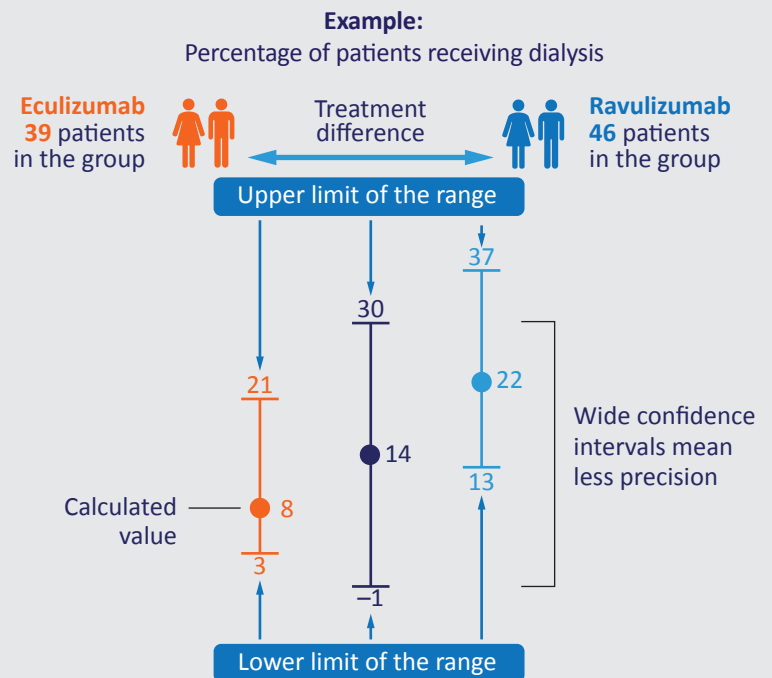 Example:
Percentage of patients receiving dialysis
Eculizumab
39 patients
in the group
Treatment
difference
Ravulizumab
46 patients
in the group
Upper limit of the range
37
30
21
22
14
13
8
3
–1
Calculated
value
Wide confidence
intervals mean
less precision
Lower limit of the range